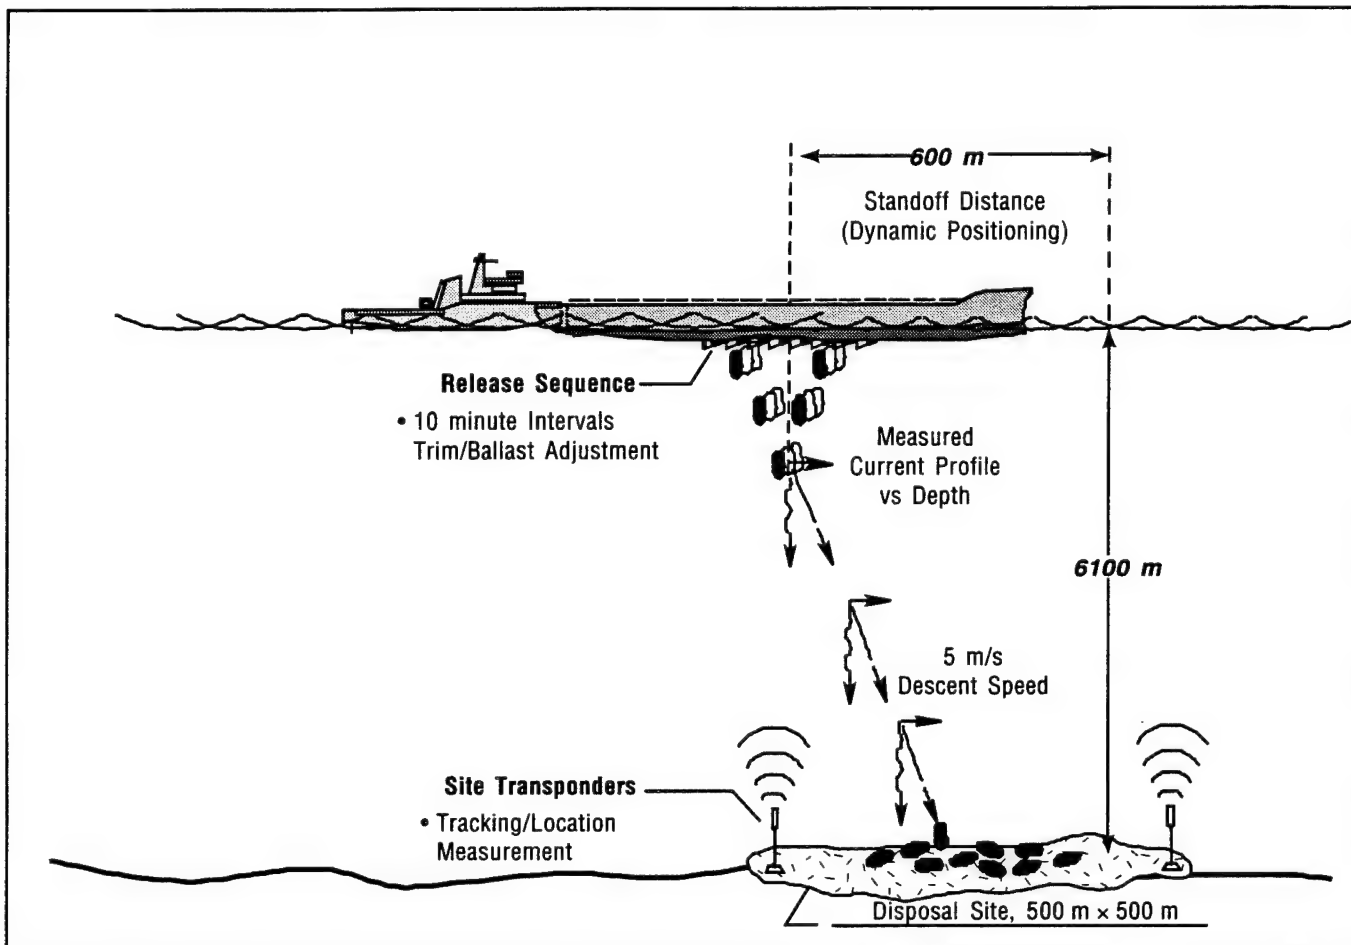 600 m
Standoff Distance
(Dynamic Positioning)
Release Sequence
• 10 minute Intervals
Trim/Ballast Adjustment
Measured
Current Profile
vs Depth
6100 m
5 m/s
Descent Speed
Site Transponders
• Tracking/Location
Measurement
Disposal Site, 500 m × 500 m